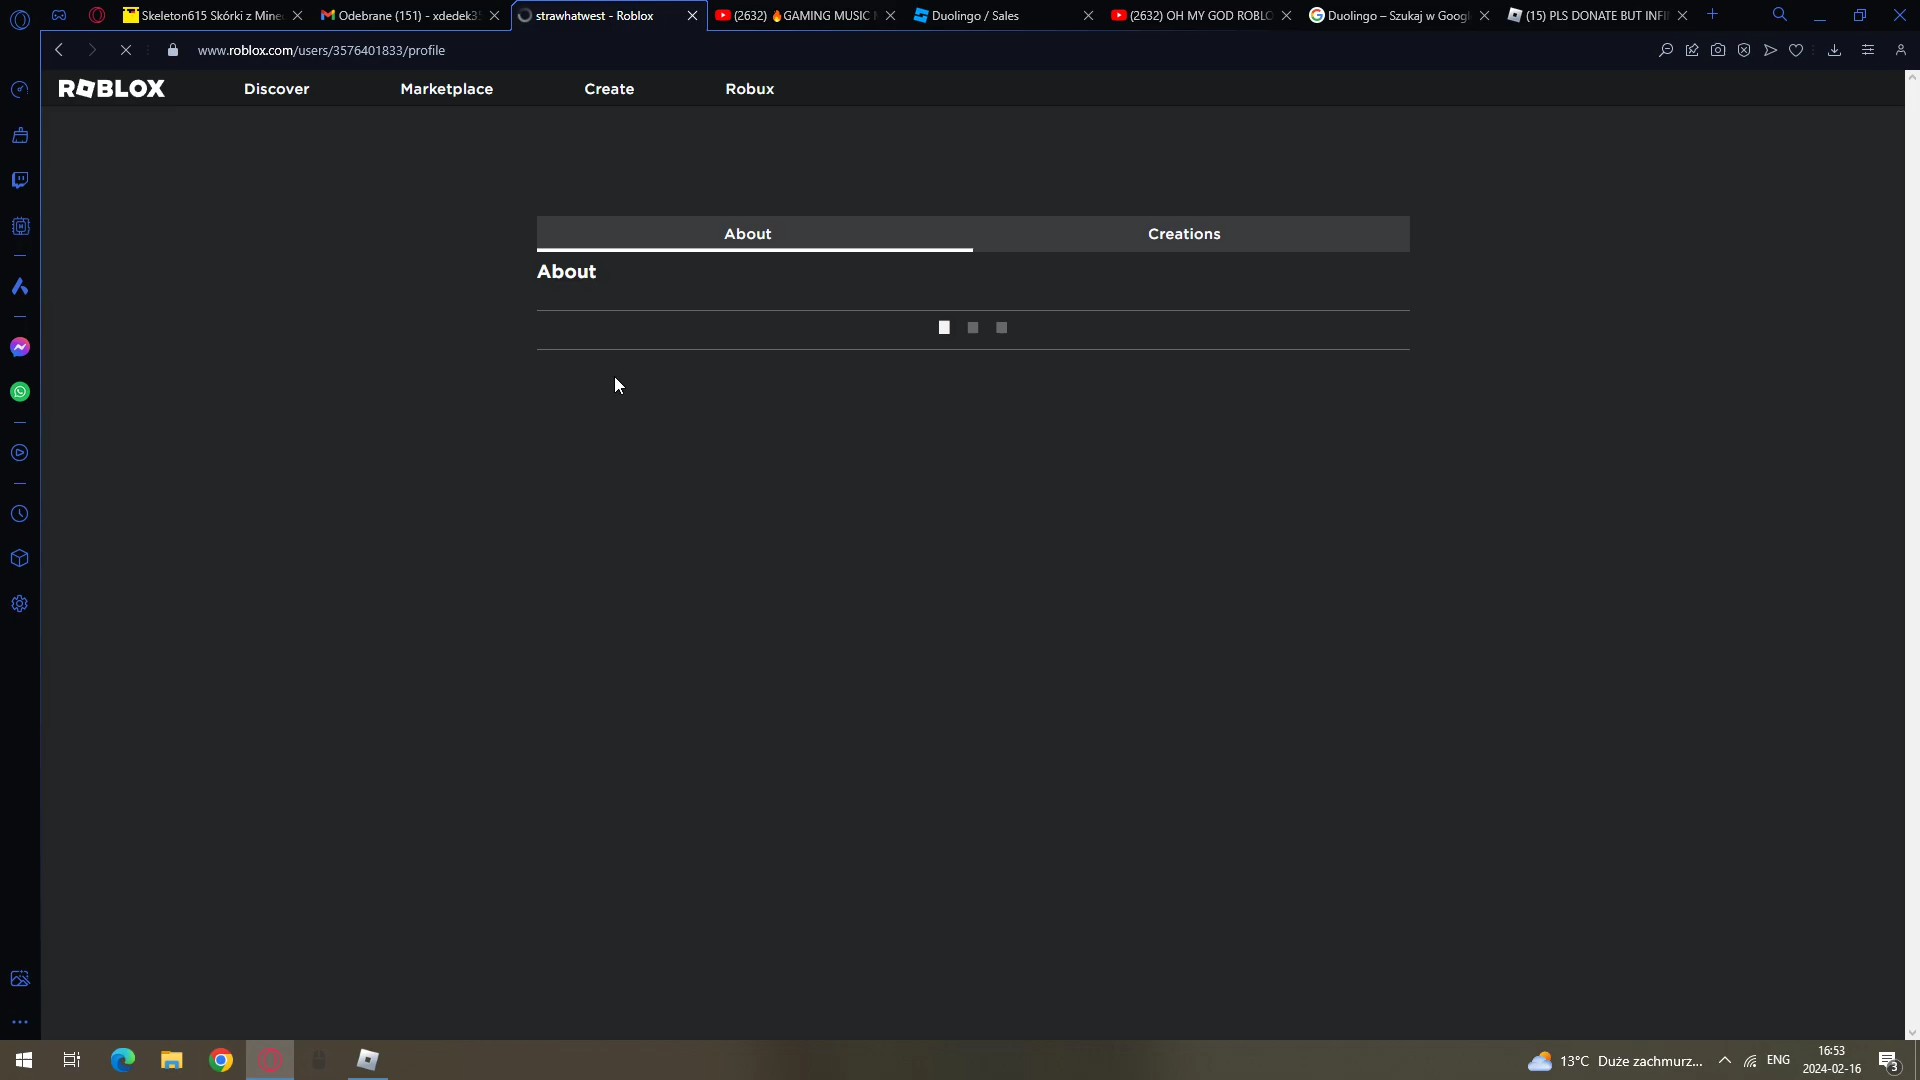 Skeleton615 Skórki z Mine
Odebrane (151) - xdedek3
strawhatwest - Roblox
(2632) 🔥GAMING MUSIC
Duolingo / Sales
(2632) OH MY GOD ROBLO
Duolingo – Szukaj w Googl
(15) PLS DONATE BUT INFI
www.roblox.com/users/3576401833/profile
ROBLOX
Discover
Marketplace
Create
Robux
About
Creations
About
13°C Duże zachmurz...
ENG
16:53
2024-02-16
3